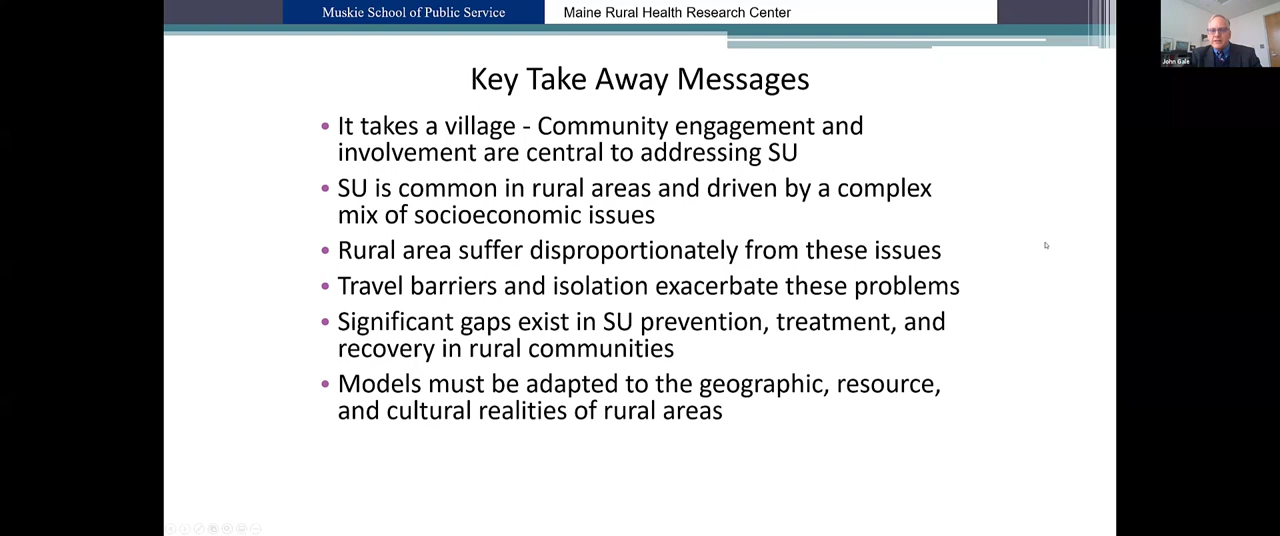 Muskie School of Public Service
Maine Rural Health Research Center
John Gale
Key Take Away Messages
• It takes a village - Community engagement and
involvement are central to addressing SU
• SU is common in rural areas and driven by a complex
mix of socioeconomic issues
• Rural area suffer disproportionately from these issues
• Travel barriers and isolation exacerbate these problems
• Significant gaps exist in SU prevention, treatment, and
recovery in rural communities
• Models must be adapted to the geographic, resource,
and cultural realities of rural areas